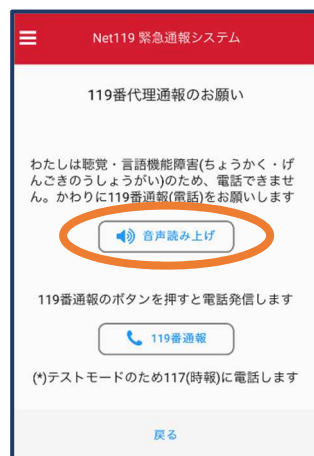 Net119 緊急通報システム
119番代理通報のお願い
わたしは聴覚・言語機能障害(ちょうかく・げ
んごきのうしょうがい)のため、電話できませ
ん。かわりに119番通報(電話)をお願いします
音声読み上げ
119番通報のボタンを押すと電話発信します
119番通報
(*)テストモードのため117(時報)に電話します
戻る